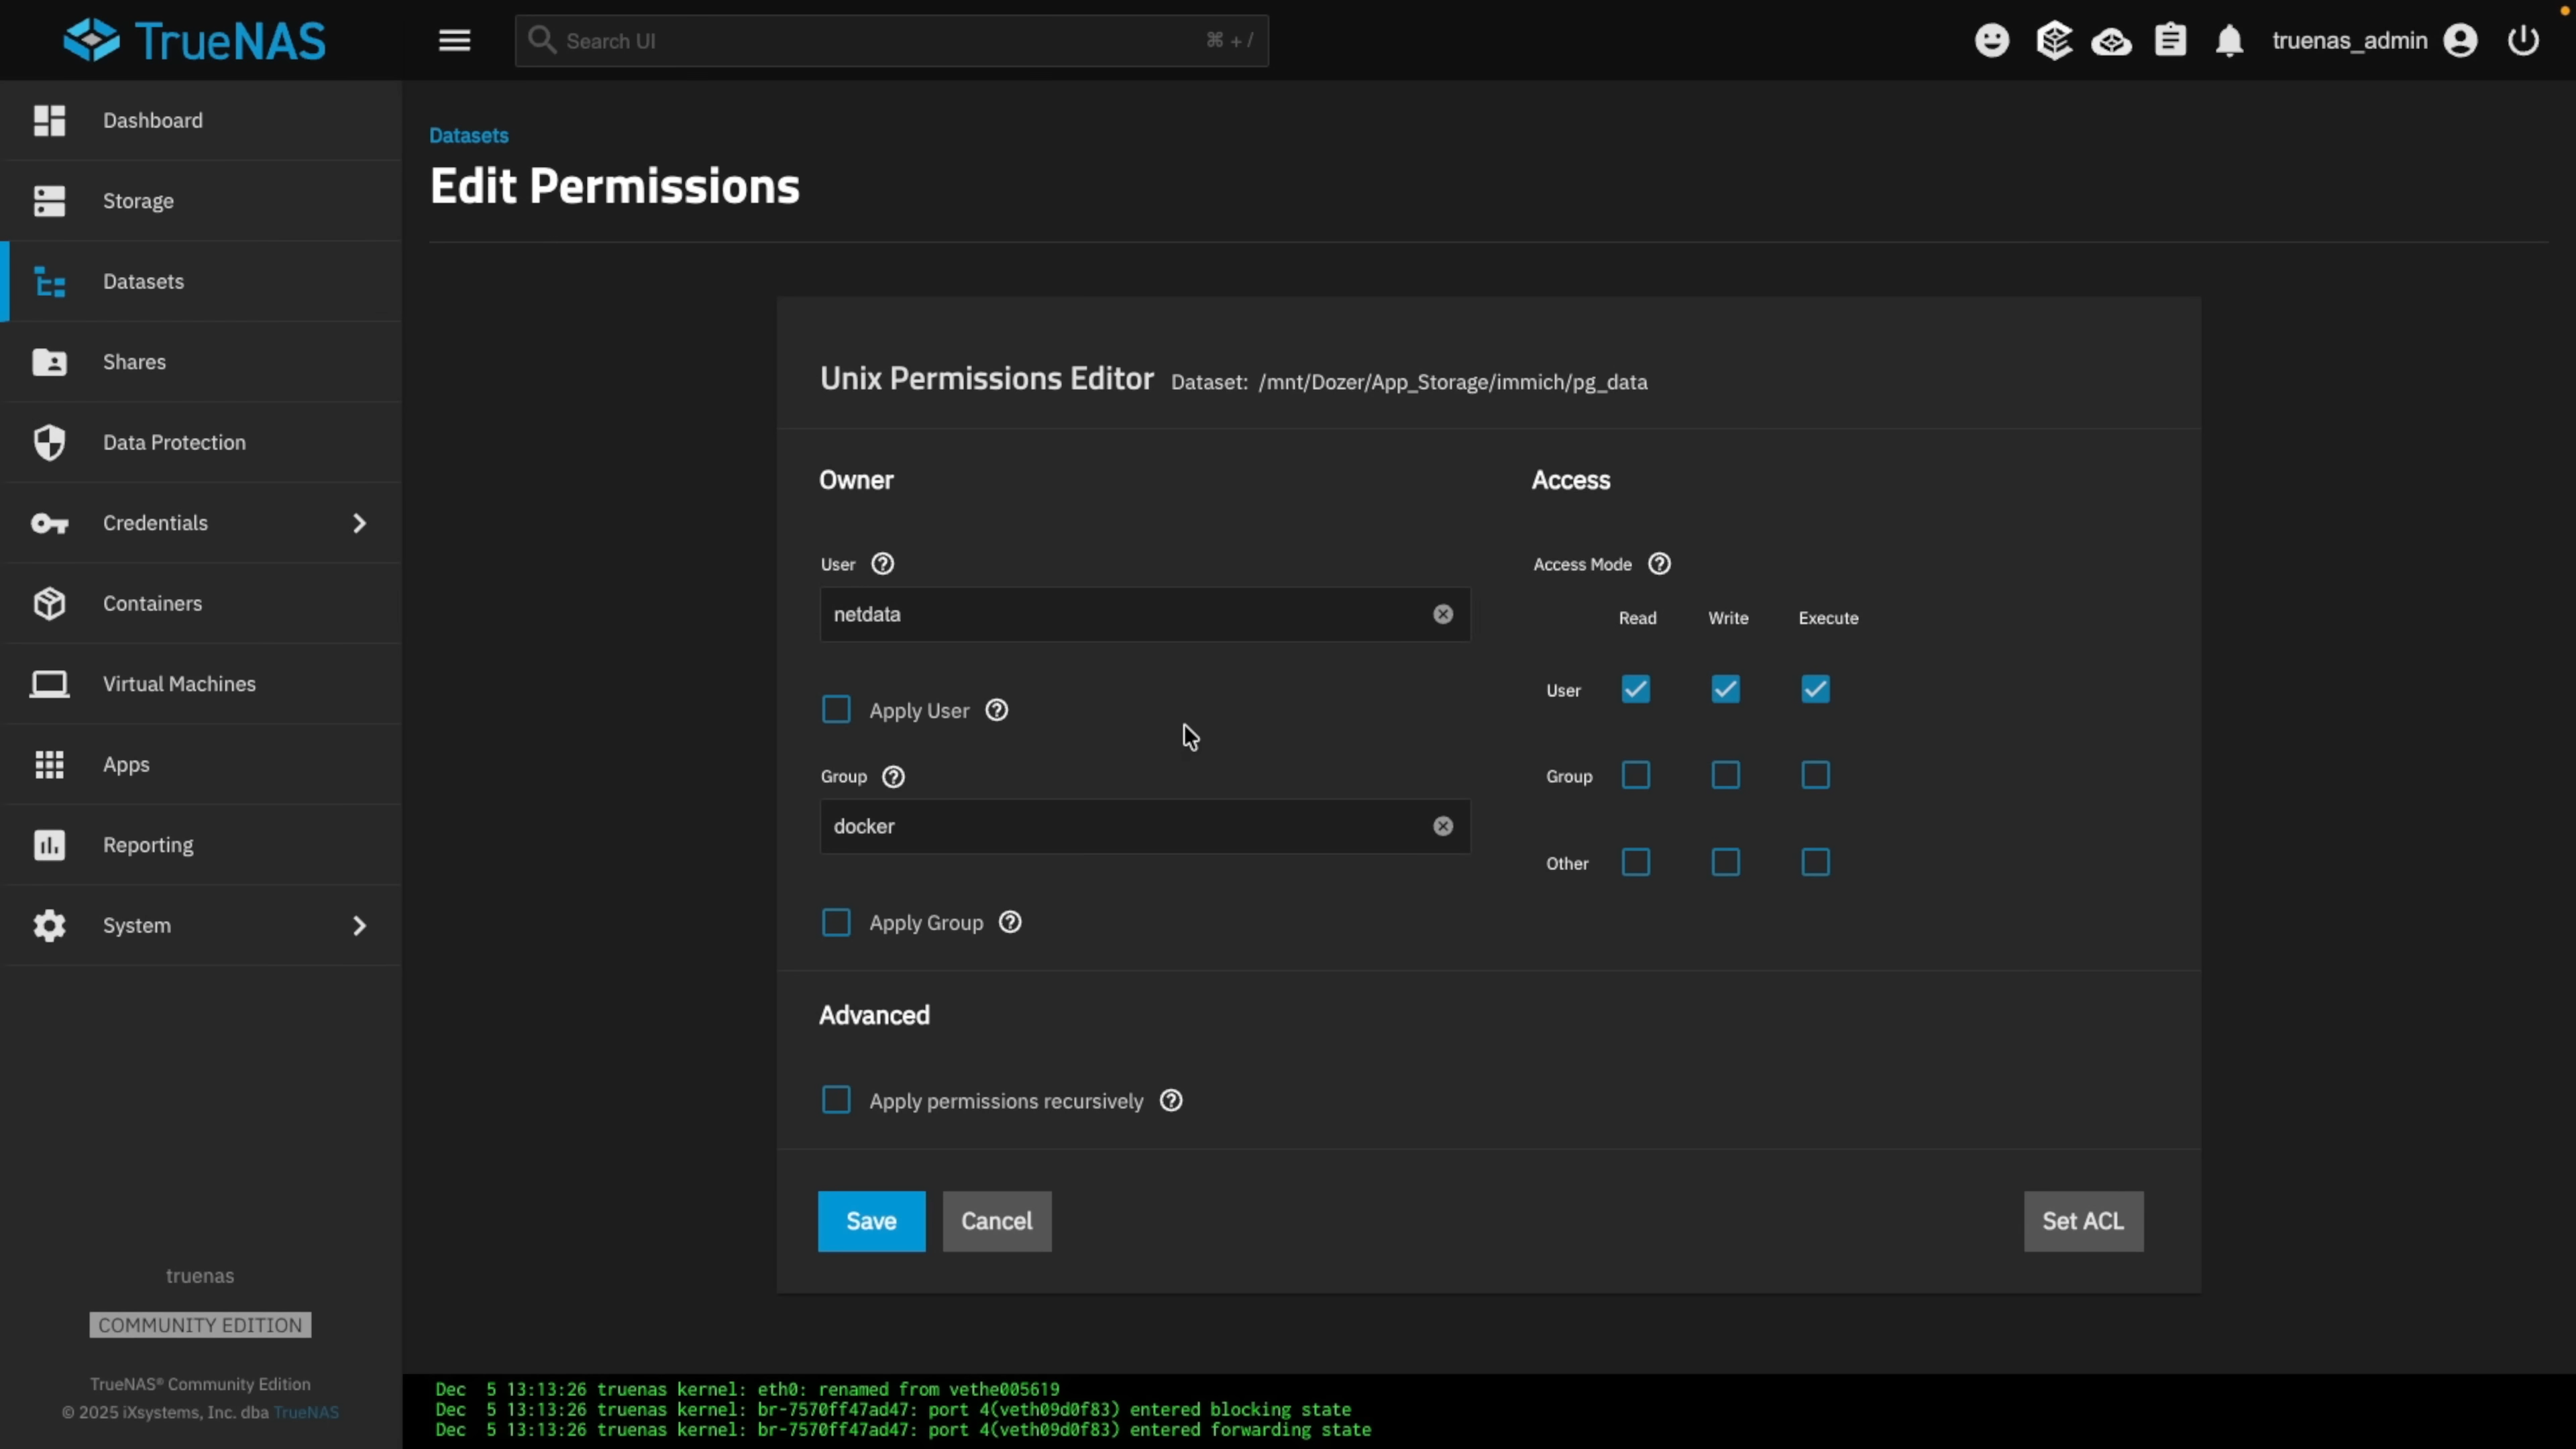 TrueNAS
Search UI
⌘ + /
truenas_admin
Dashboard
Storage
Datasets
Shares
Data Protection
Credentials
Containers
Virtual Machines
Apps
Reporting
System
truenas
COMMUNITY EDITION
TrueNAS® Community Edition
© 2025 iXsystems, Inc. dba TrueNAS
Datasets
Edit Permissions
Unix Permissions Editor Dataset: /mnt/Dozer/App_Storage/immich/pg_data
Owner
User
netdata
Apply User
Group
docker
Apply Group
Access
Access Mode
Read Write Execute
User
Group
Other
Advanced
Apply permissions recursively
Save
Cancel
Set ACL
Dec 5 13:13:26 truenas kernel: eth0: renamed from vethe005619
Dec 5 13:13:26 truenas kernel: br-7570ff47ad47: port 4(veth09d0f83) entered blocking state
Dec 5 13:13:26 truenas kernel: br-7570ff47ad47: port 4(veth09d0f83) entered forwarding state